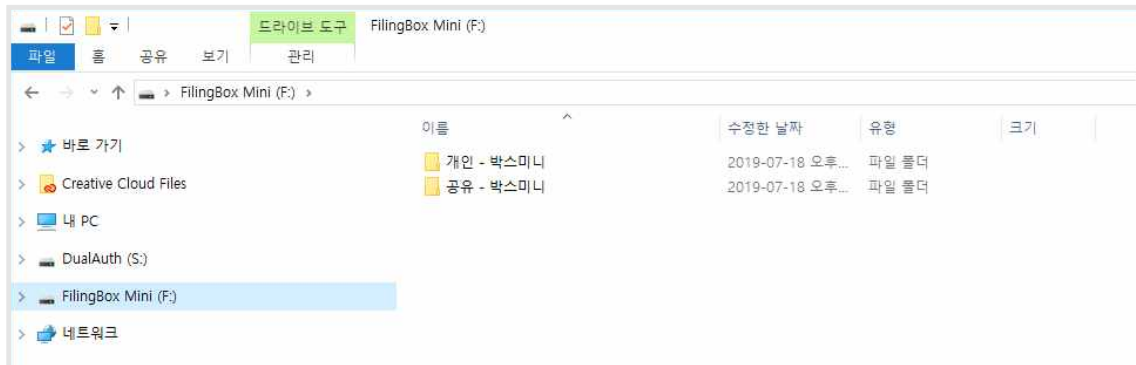 드라이브 도구 FilingBox Mini (F:)
파일 홈 공유 보기 관리
FilingBox Mini (F:)
이름 수정한 날짜 유형 크기
바로 가기
개인 - 박스미니 2019-07-18 오후... 파일 폴더
Creative Cloud Files
공유 - 박스미니 2019-07-18 오후... 파일 폴더
내 PC
DualAuth (S:)
FilingBox Mini (F:)
네트워크